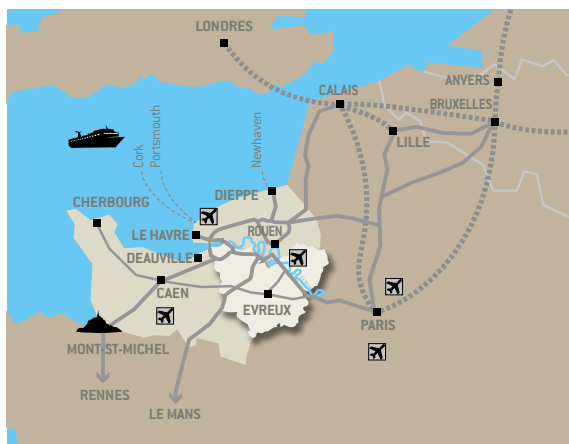 LONDRES
CALAIS
ANVERS
BRUXELLES
LILLE
Cork
Portsmouth
Newhaven
CHERBOURG
DIEPPE
LE HAVRE
ROUEN
DEAUVILLE
CAEN
EVREUX
PARIS
MONT-ST-MICHEL
RENNES
LE MANS